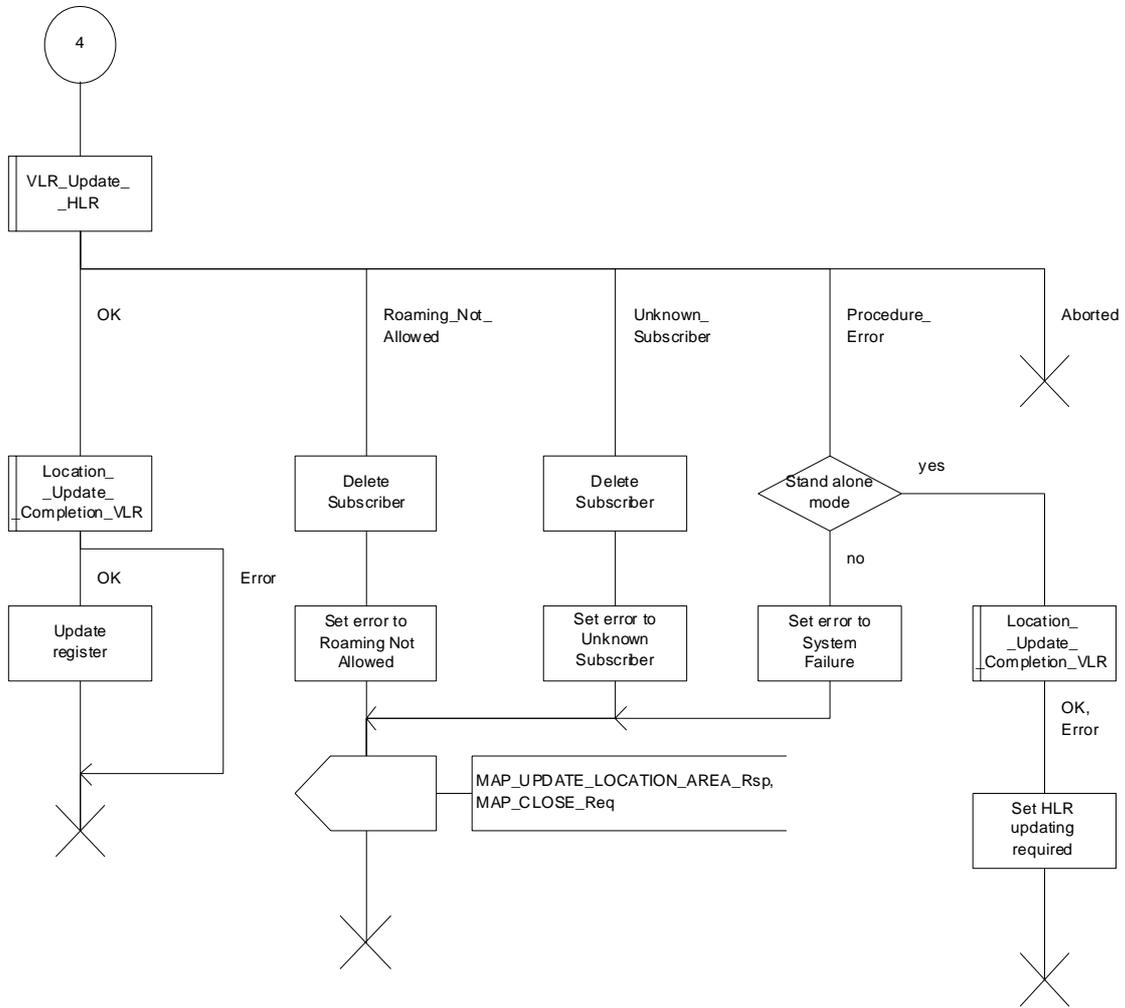 4
VLR_Update_
_HLR
OK
Roaming_Not_
Allowed
Unknown_
Subscriber
Procedure_
Error
Aborted
Location_
_Update_
_Completion_VLR
Delete
Subscriber
Delete
Subscriber
Stand alone
mode
yes
no
OK
Error
Update
register
Set error to
Roaming Not
Allowed
Set error to
Unknown
Subscriber
Set error to
System
Failure
Location_
_Update_
_Completion_VLR
OK,
Error
MAP_UPDATE_LOCATION_AREA_Rsp,
MAP_CLOSE_Req
Set HLR
updating
required